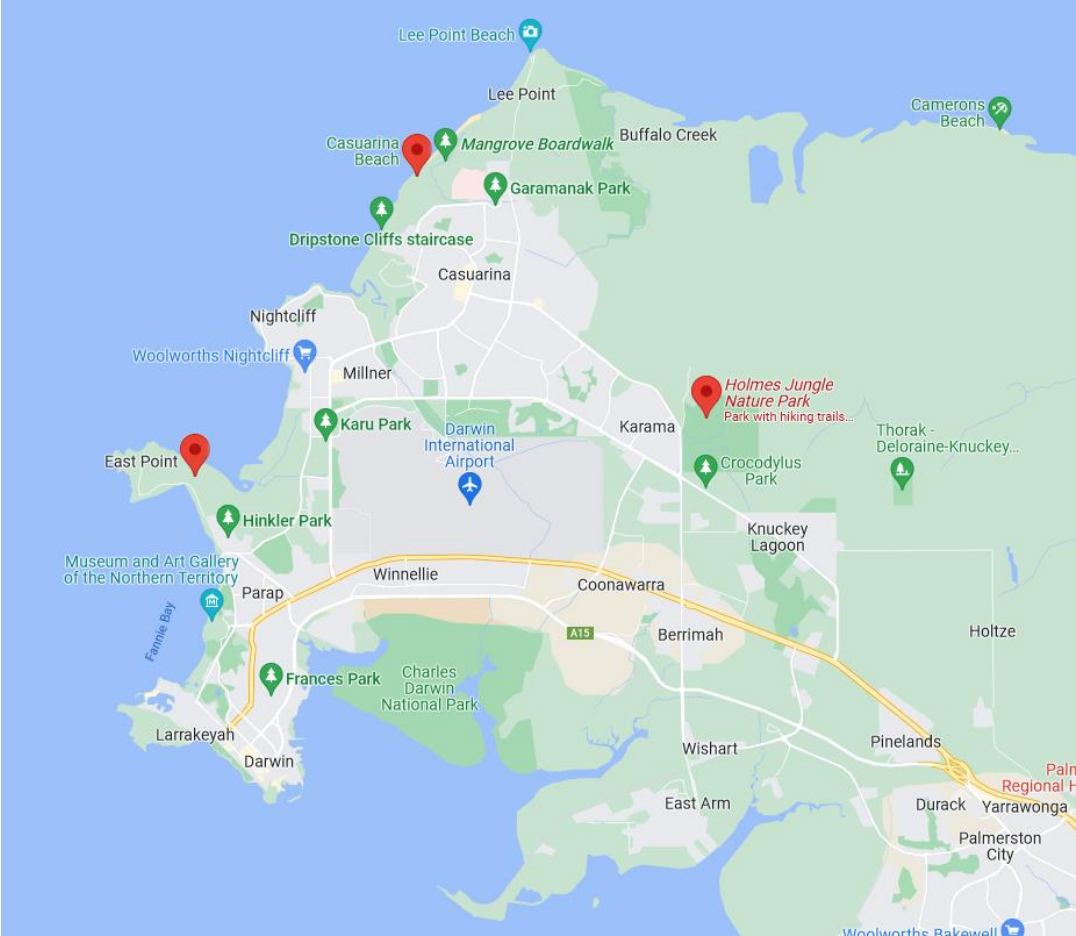 Lee Point Beach
Lee Point
Camerons
Beach
Buffalo Creek
Casuarina
Beach
Mangrove Boardwalk
Garamanak Park
Dripstone Cliffs staircase
Casuarina
Nightcliff
Woolworths Nightcliff
Millner
Holmes Jungle
Nature Park
Park with hiking trails...
Karu Park
Darwin
International
Airport
Karama
Thorak -
Deloraine-Knuckey...
East Point
Crocodylus
Park
Hinkler Park
Knuckey
Lagoon
Museum and Art Gallery
of the Northern Territory
Winnellie
Coonawarra
Parap
Fannie Bay
A15
Berrimah
Holtze
Frances Park
Charles
Darwin
National Park
Larrakeyah
Darwin
Wishart
Pinelands
Palm
Regional H
East Arm
Durack
Yarrawonga
Palmerston
City
Woolworths Bakewell